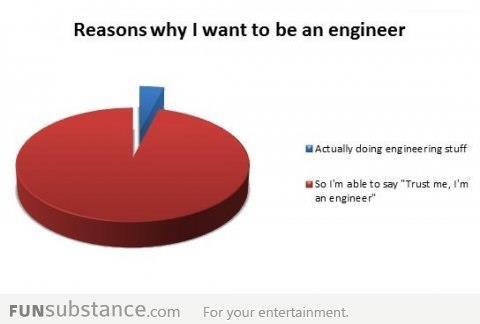 Reasons why I want to be an engineer
Actually doing engineering stuff
So I'm able to say "Trust me, I'm
an engineer"
FUNsubstance.com For your entertainment.